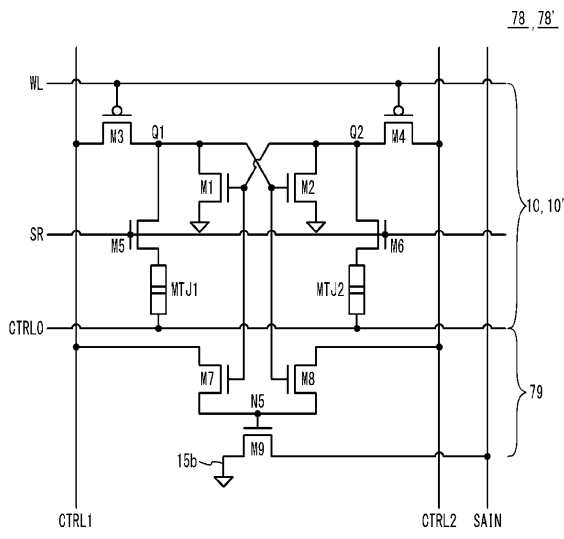 78, 78'
WL
M3
Q1
Q2
M4
M1
M2
10, 10'
SR
M5
M6
MTJ1
MTJ2
CTRL0
M7
M8
79
N5
M9
15b
CTRL1
CTRL2
SAIN